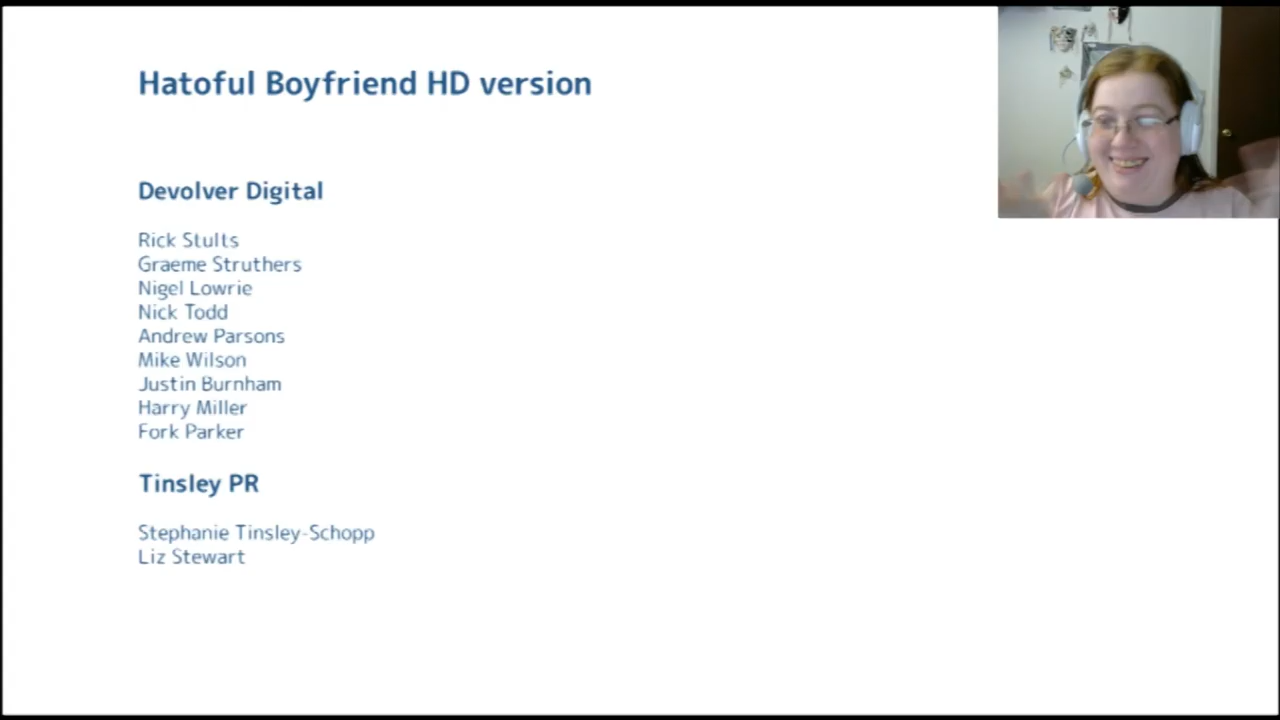 Hatoful Boyfriend HD version
Devolver Digital
Rick Stults
Graeme Struthers
Nigel Lowrie
Nick Todd
Andrew Parsons
Mike Wilson
Justin Burnham
Harry Miller
Fork Parker
Tinsley PR
Stephanie Tinsley-Schopp
Liz Stewart